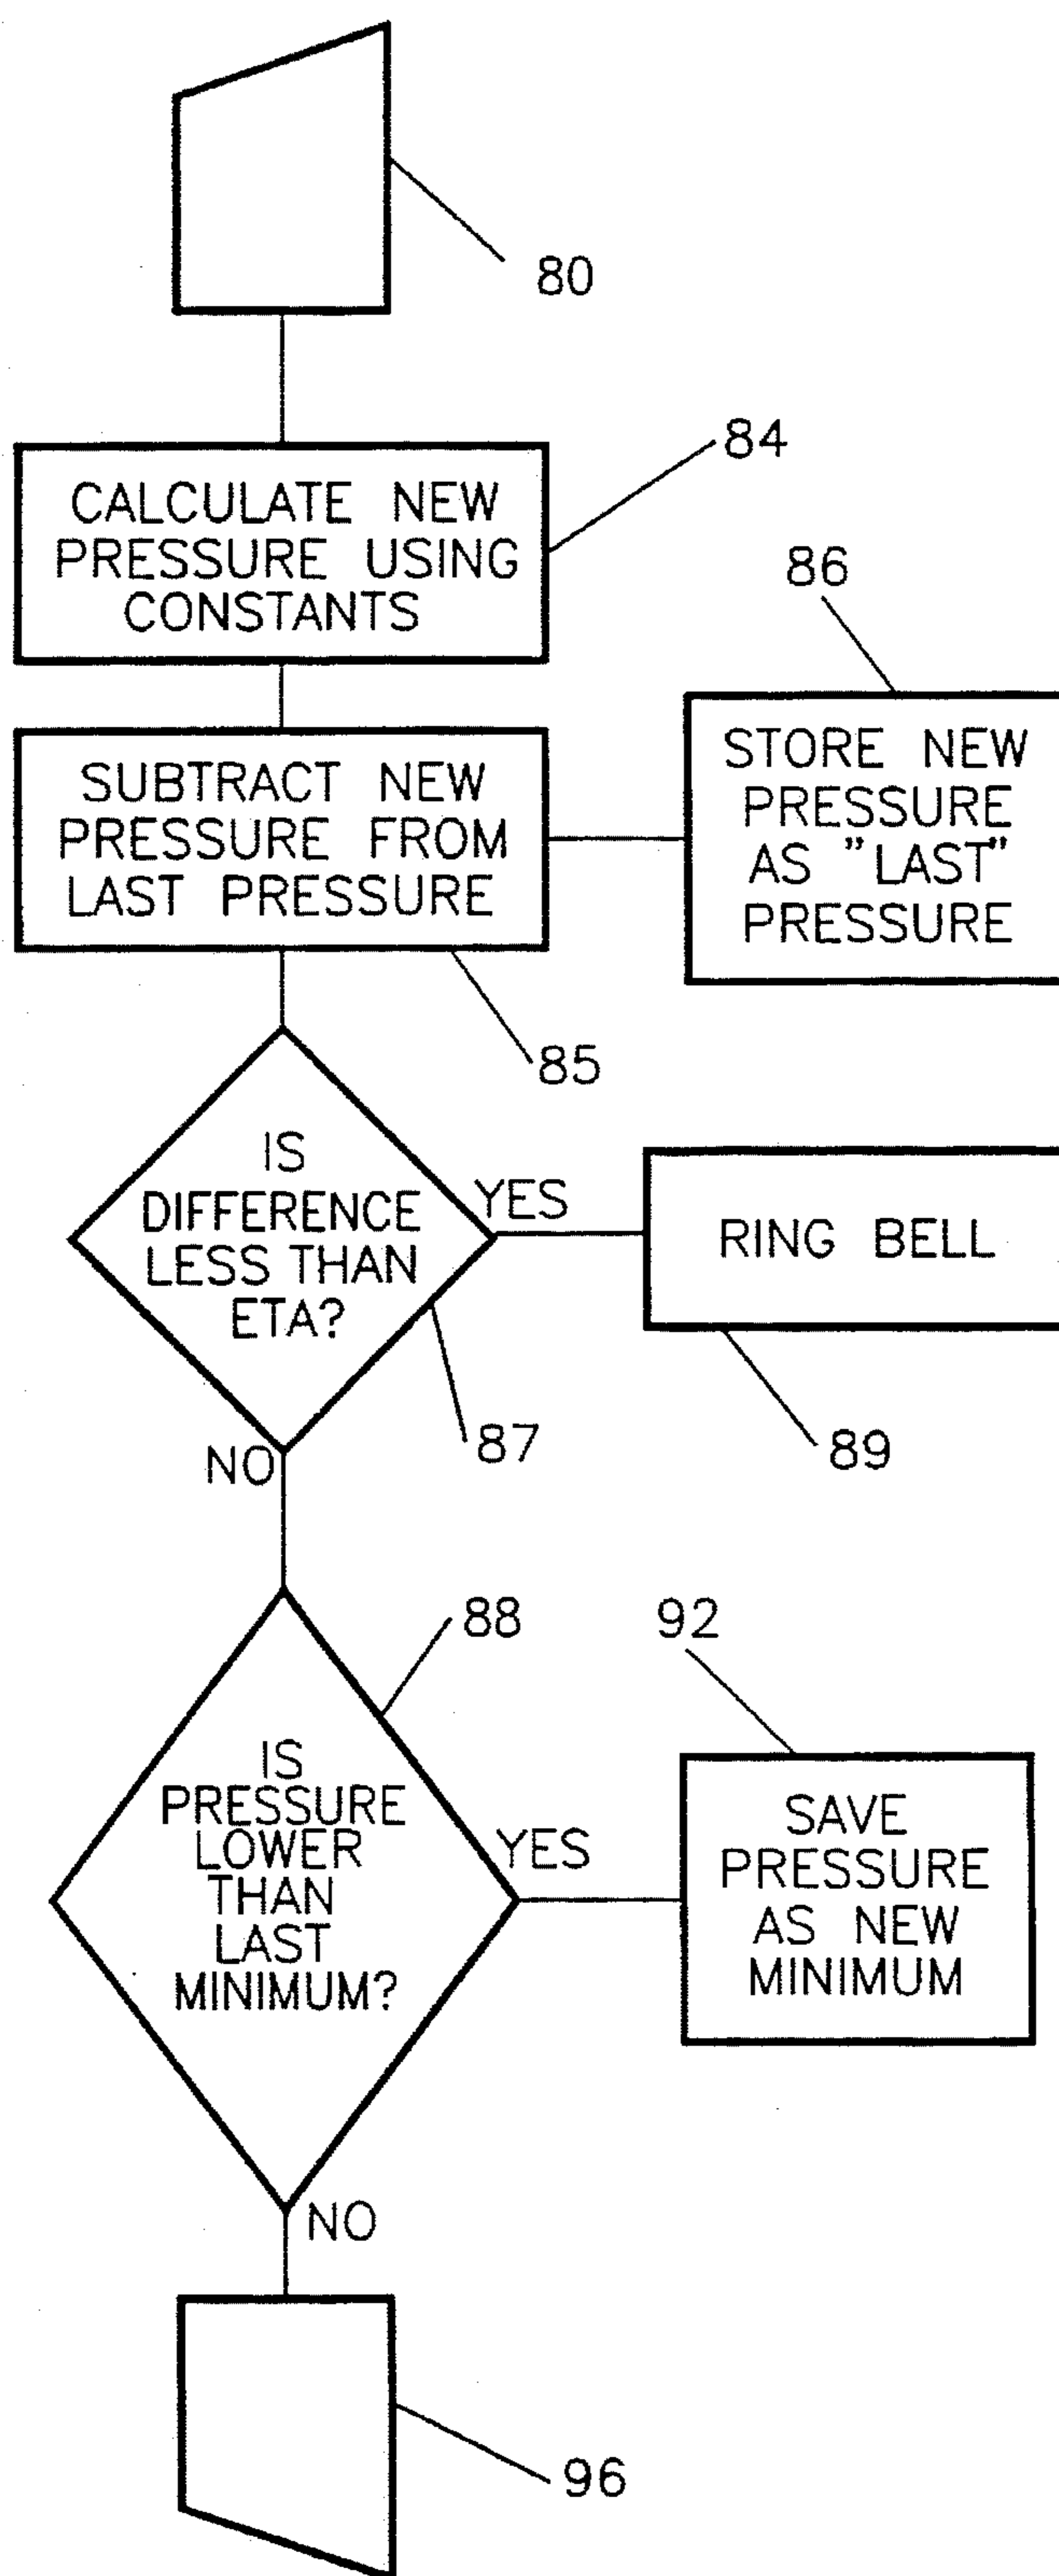 80
84
CALCULATE NEW
PRESSURE USING
CONSTANTS
86
SUBTRACT NEW
PRESSURE FROM
LAST PRESSURE
STORE NEW
PRESSURE
AS "LAST"
PRESSURE
85
IS
DIFFERENCE
LESS THAN
ETA?
YES
RING BELL
87
89
NO
88
92
IS
PRESSURE
LOWER
THAN
LAST
MINIMUM?
YES
SAVE
PRESSURE
AS NEW
MINIMUM
NO
96